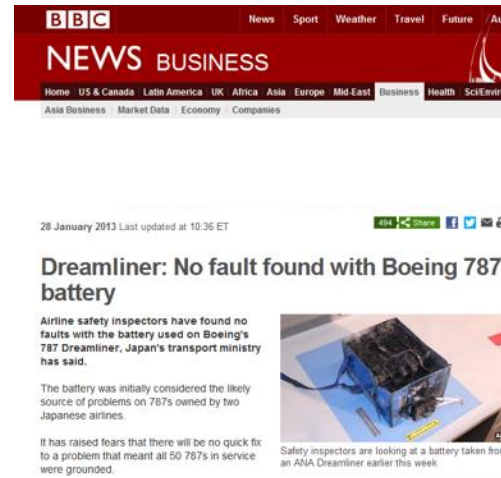 BBC News Sport Weather Travel Future
NEWS BUSINESS
Home US & Canada Latin America UK Africa Asia Europe Mid-East Business Health
Asia Business Market Data Economy Companies
28 January 2013 Last updated at 10:36 ET
494 Share
Dreamliner: No fault found with Boeing 787
battery
Airline safety inspectors have found no
faults with the battery used on Boeing's
787 Dreamliner, Japan's transport ministry
has said.
The battery was initially considered the likely
source of problems on 787s owned by two
Japanese airlines.
It has raised fears that there will be no quick fix
to a problem that meant all 50 787s in service
were grounded.
Safety inspectors are looking at a battery taken from
an ANA Dreamliner earlier this week